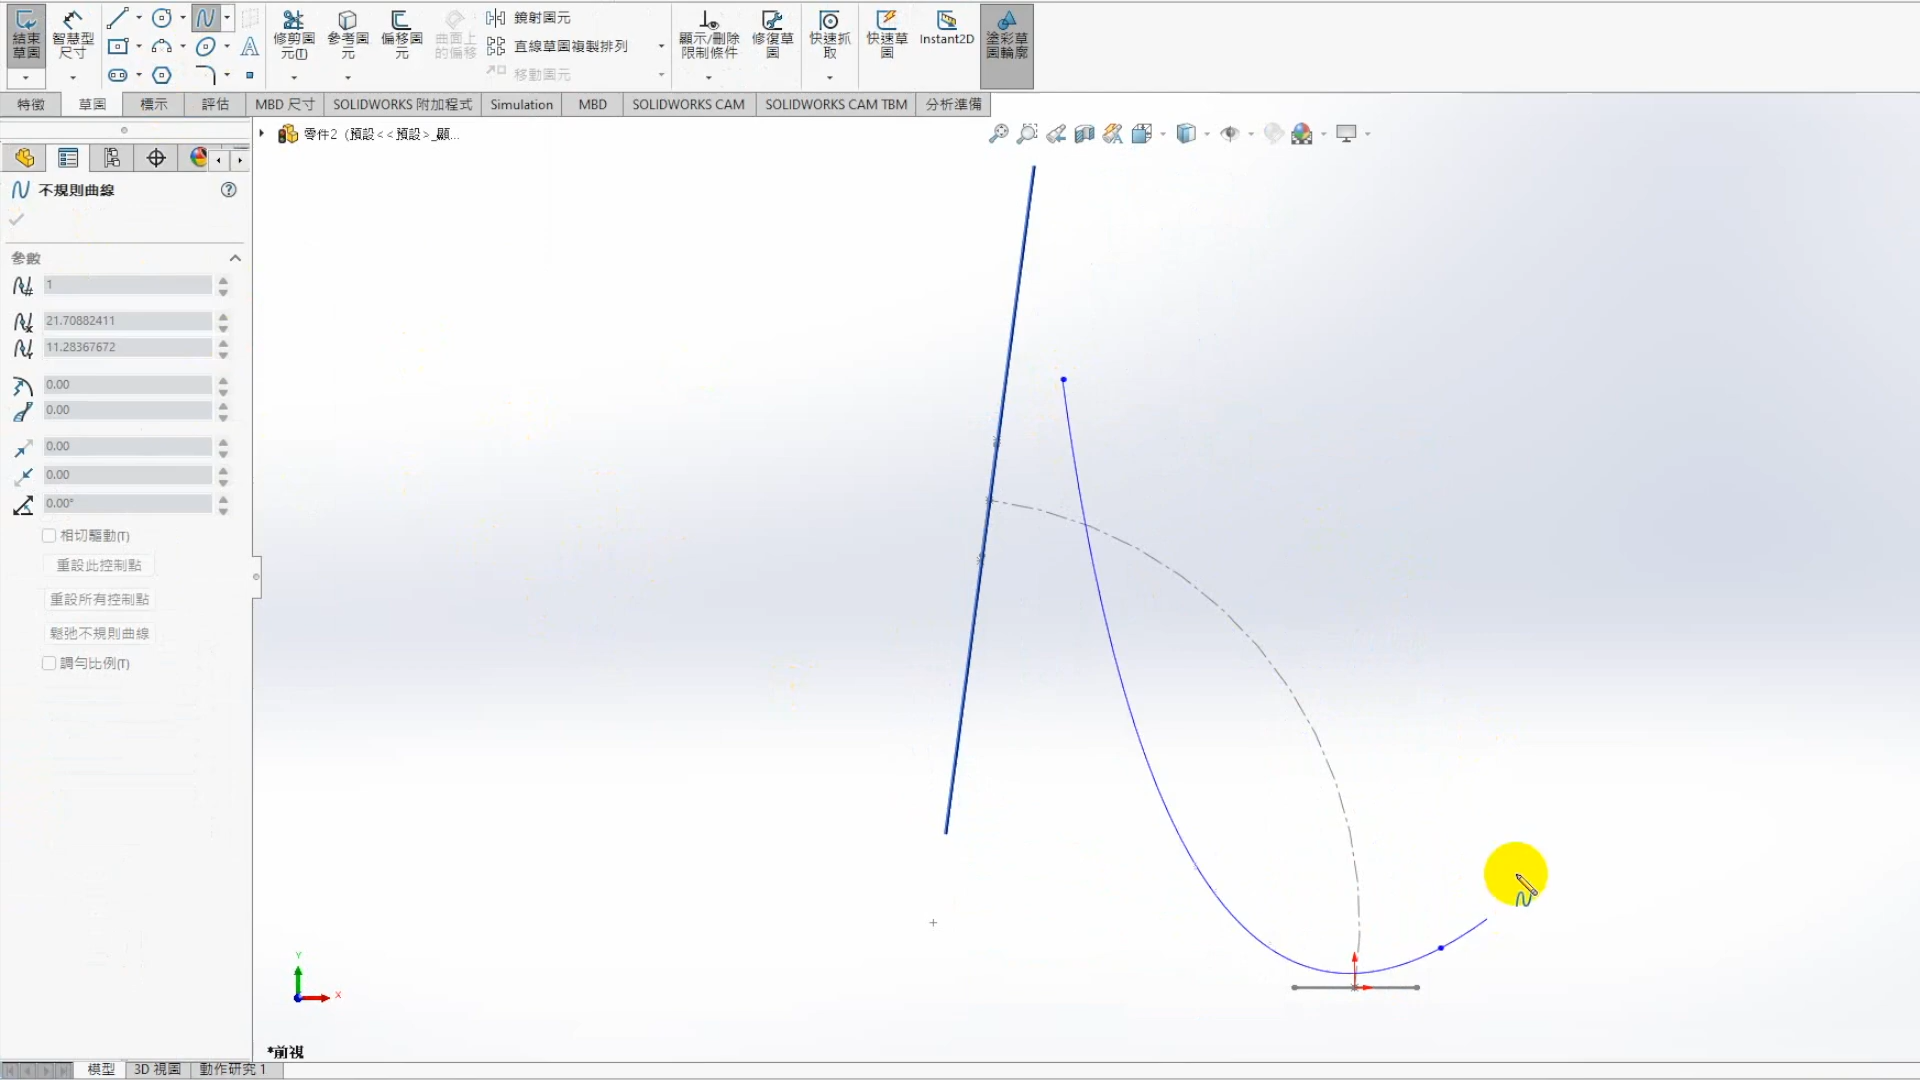 結束草圖
智慧型尺寸
修剪圖元(I)
參考圖元
偏移圖元
曲面上的偏移
鏡射圖元
直線草圖複製排列
移動圖元
顯示/刪除限制條件
修復草圖
快速抓取
快速草圖
Instant2D
塗彩草圖輪廓
特徵
草圖
標示
評估
MBD 尺寸
SOLIDWORKS 附加程式
Simulation
MBD
SOLIDWORKS CAM
SOLIDWORKS CAM TBM
分析準備
零件2 (預設<<預設>_顯...
不規則曲線
參數
1
21.70882411
11.28367672
0.00
0.00
0.00
0.00
0.00°
相切驅動(T)
重設此控制點
重設所有控制點
鬆弛不規則曲線
調勻比例(T)
Y
X
*前視
模型
3D 視圖
動作研究 1